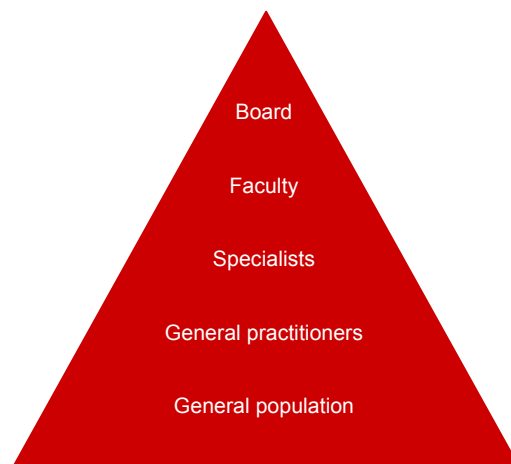 Board
Faculty
Specialists
General practitioners
General population